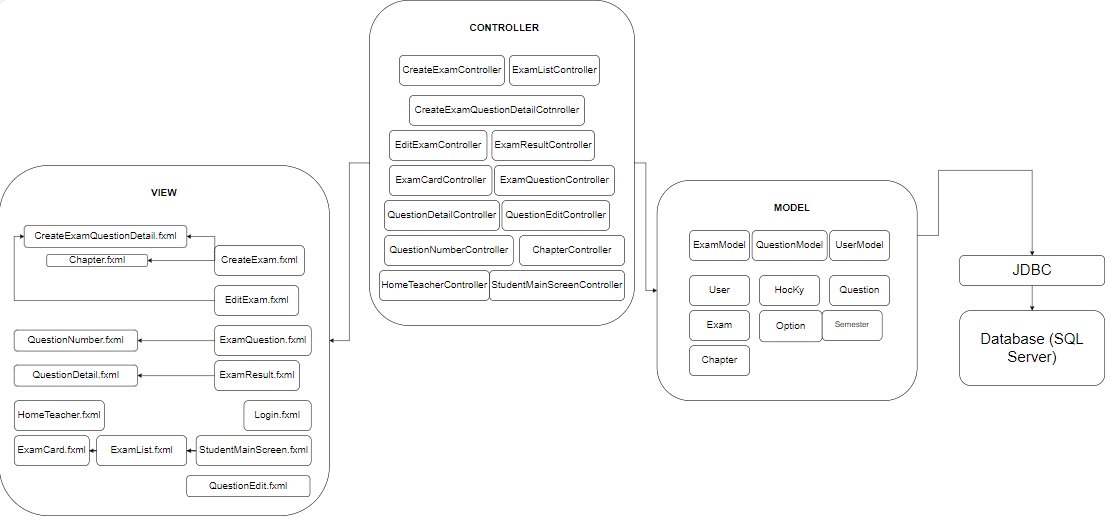 CONTROLLER
CreateExamController
ExamListController
CreateExamQuestionDetailCotnroller
EditExamController
ExamResultController
ExamCardController
ExamQuestionController
QuestionDetailController
QuestionEditController
QuestionNumberController
ChapterController
HomeTeacherController
StudentMainScreenController
VIEW
CreateExamQuestionDetail.fxml
Chapter.fxml
CreateExam.fxml
EditExam.fxml
QuestionNumber.fxml
ExamQuestion.fxml
QuestionDetail.fxml
ExamResult.fxml
HomeTeacher.fxml
Login.fxml
ExamCard.fxml
ExamList.fxml
StudentMainScreen.fxml
QuestionEdit.fxml
MODEL
ExamModel
QuestionModel
UserModel
User
HocKy
Question
Exam
Option
Semester
Chapter
JDBC
Database (SQL
Server)